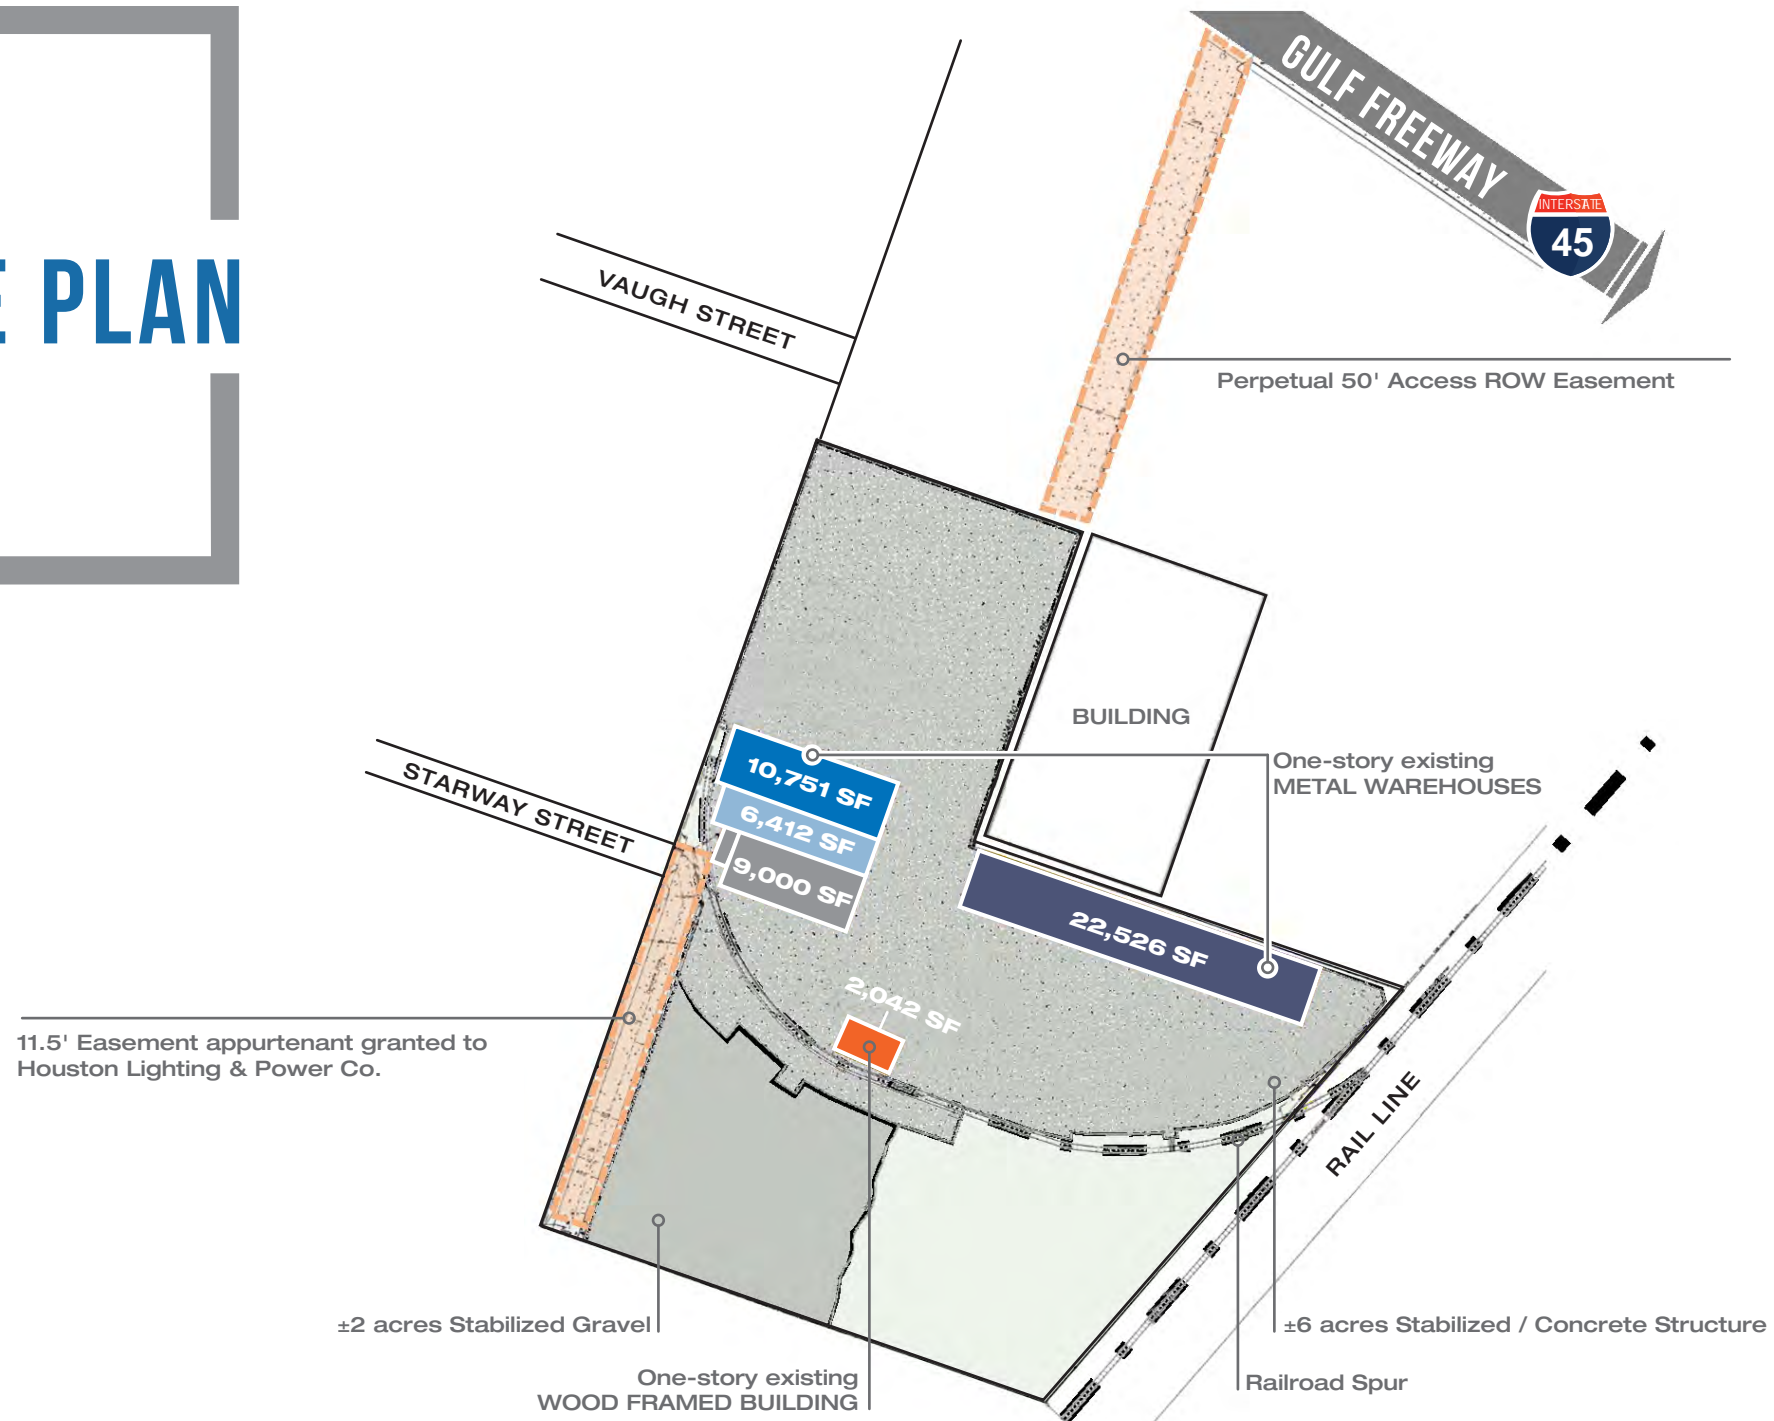 E PLAN
GULF FREEWAY
INTERSTATE
45
VAUGH STREET
Perpetual 50' Access ROW Easement
BUILDING
One-story existing
METAL WAREHOUSES
STARWAY STREET
10,751 SF
6,412 SF
9,000 SF
22,526 SF
2,042 SF
11.5' Easement appurtenant granted to
Houston Lighting & Power Co.
RAIL LINE
±2 acres Stabilized Gravel
±6 acres Stabilized / Concrete Structure
One-story existing
WOOD FRAMED BUILDING
Railroad Spur